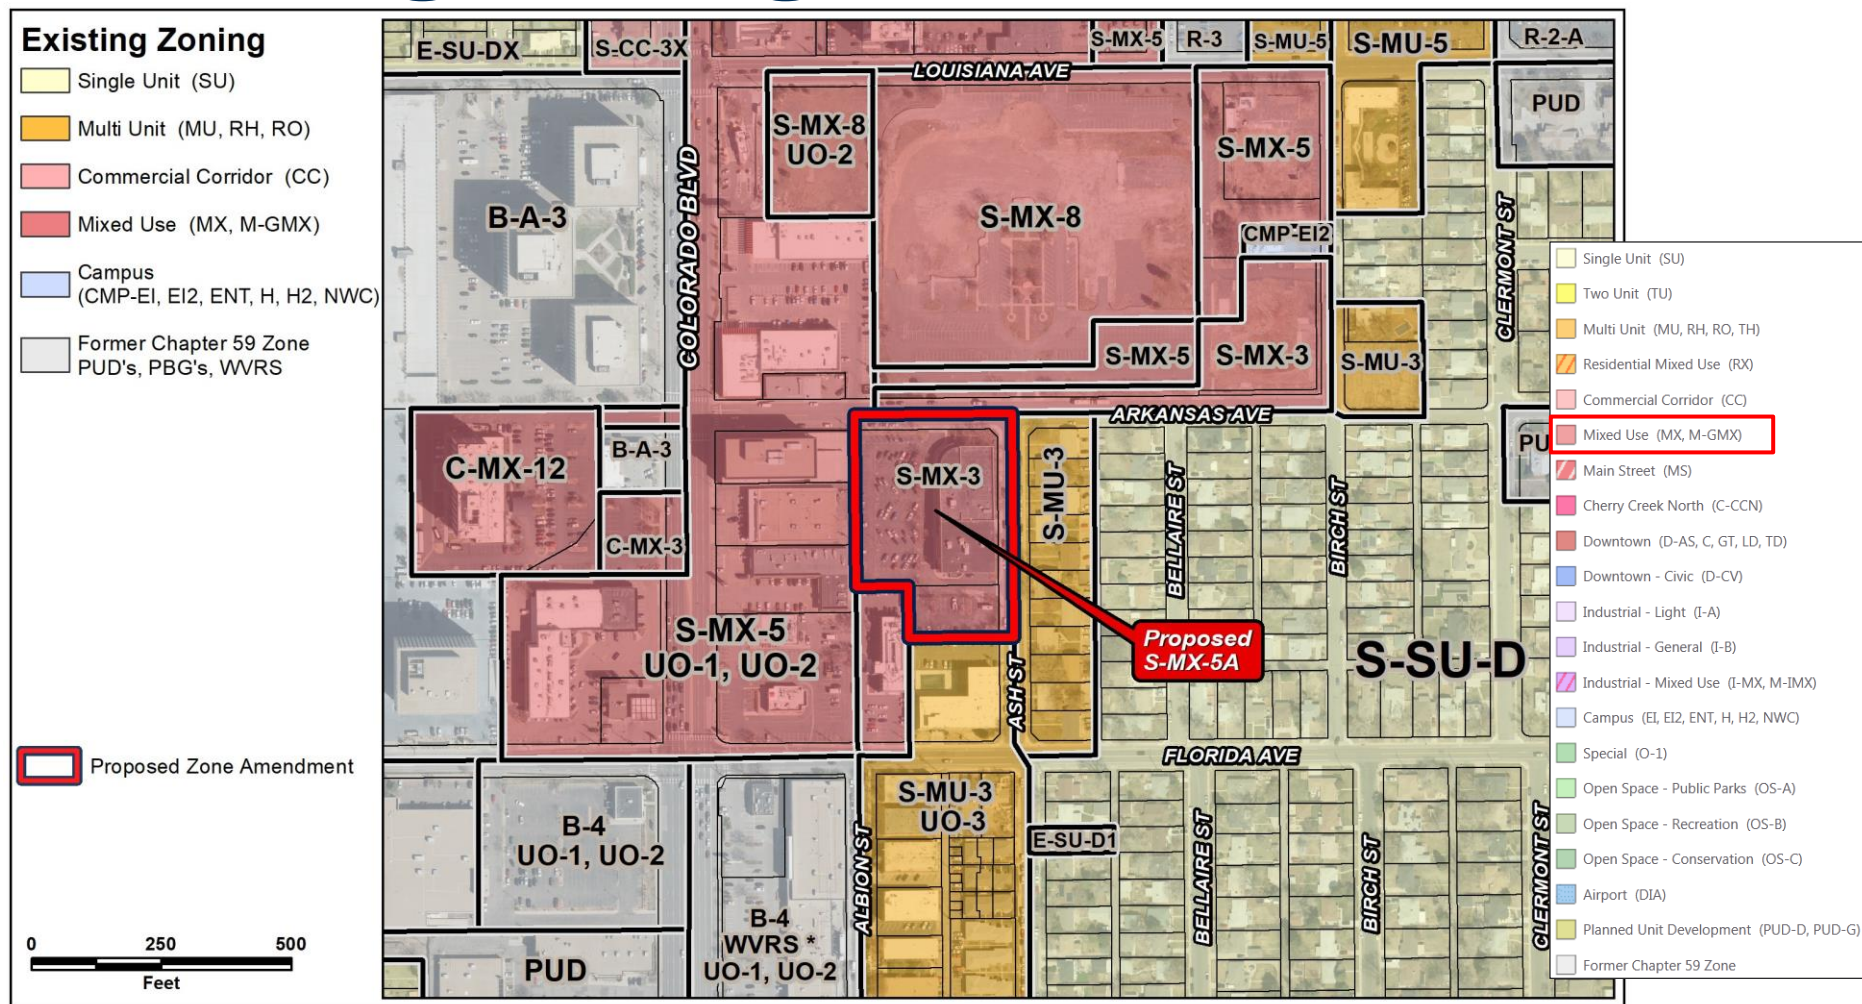 Existing Zoning
Single Unit (SU)
Multi Unit (MU, RH, RO)
Commercial Corridor (CC)
Mixed Use (MX, M-GMX)
Campus
(CMP-EI, EI2, ENT, H, H2, NWC)
Former Chapter 59 Zone
PUD's, PBG's, WVRS
Proposed Zone Amendment
0 250 500
Feet
E-SU-DX
S-CC-3X
S-MX-5
R-3
S-MU-5
S-MU-5
R-2-A
LOUISIANA AVE
PUD
S-MX-8
UO-2
S-MX-5
COLORADO BLVD
B-A-3
S-MX-8
CMP-EI2
CLERMONT ST
S-MX-5
S-MX-3
S-MU-3
ARKANSAS AVE
C-MX-12
B-A-3
S-MX-3
S-MU-3
BELLAIRE ST
BIRCH ST
PU
C-MX-3
S-MX-5
UO-1, UO-2
Proposed
S-MX-5A
S-SU-D
ASH ST
FLORIDA AVE
S-MU-3
UO-3
B-4
UO-1, UO-2
E-SU-D1
ALBION ST
BELLAIRE ST
BIRCH ST
CLERMONT ST
B-4
WVRS *
UO-1, UO-2
PUD
Single Unit (SU)
Two Unit (TU)
Multi Unit (MU, RH, RO, TH)
Residential Mixed Use (RX)
Commercial Corridor (CC)
Mixed Use (MX, M-GMX)
Main Street (MS)
Cherry Creek North (C-CCN)
Downtown (D-AS, C, GT, LD, TD)
Downtown - Civic (D-CV)
Industrial - Light (I-A)
Industrial - General (I-B)
Industrial - Mixed Use (I-MX, M-IMX)
Campus (EI, EI2, ENT, H, H2, NWC)
Special (O-1)
Open Space - Public Parks (OS-A)
Open Space - Recreation (OS-B)
Open Space - Conservation (OS-C)
Airport (DIA)
Planned Unit Development (PUD-D, PUD-G)
Former Chapter 59 Zone